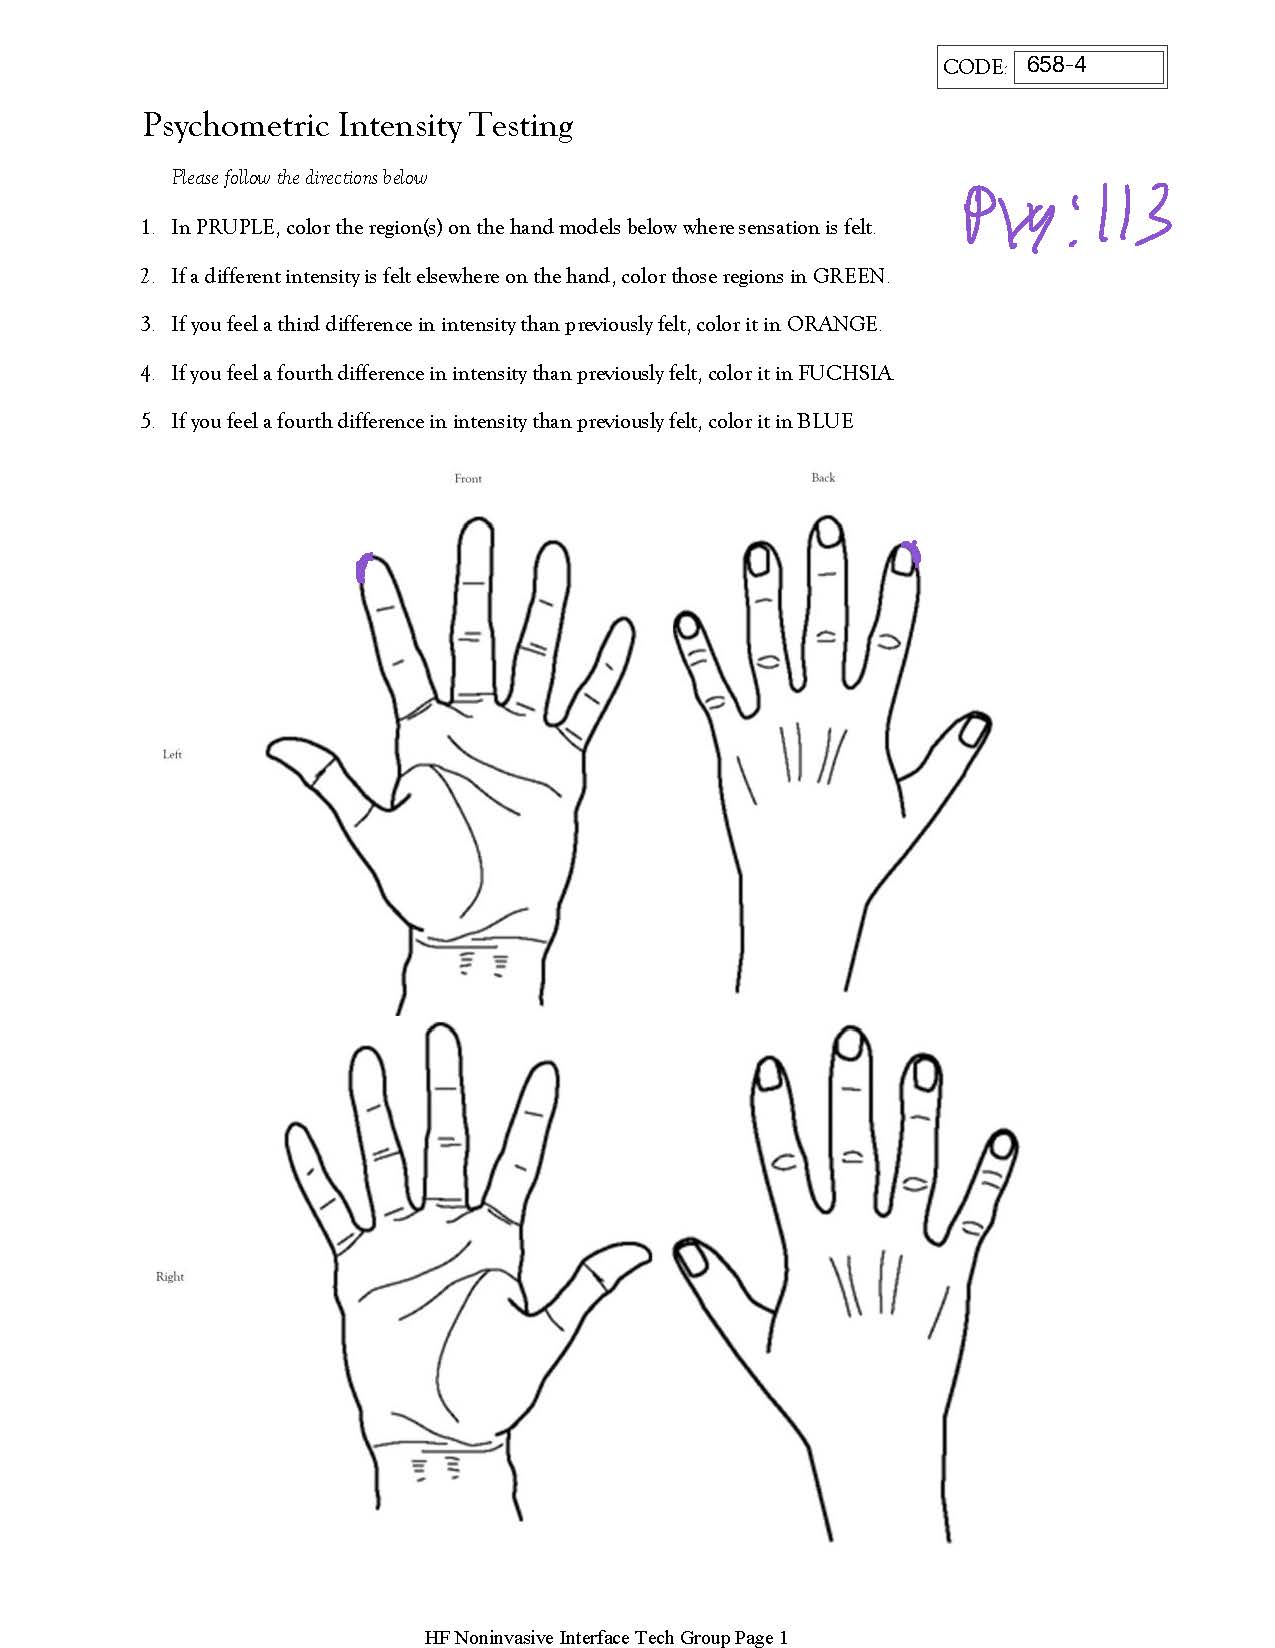 CODE: 658-4
Psychometric Intensity Testing
Please follow the directions below
1. In PRUPLE, color the region(s) on the hand models below where sensation is felt.
2. If a different intensity is felt elsewhere on the hand, color those regions in GREEN.
3. If you feel a third difference in intensity than previously felt, color it in ORANGE.
4. If you feel a fourth difference in intensity than previously felt, color it in FUCHSIA.
5. If you feel a fourth difference in intensity than previously felt, color it in BLUE
:113
Front Back
Left
Right
HF Noninvasive Interface Tech Group Page 1